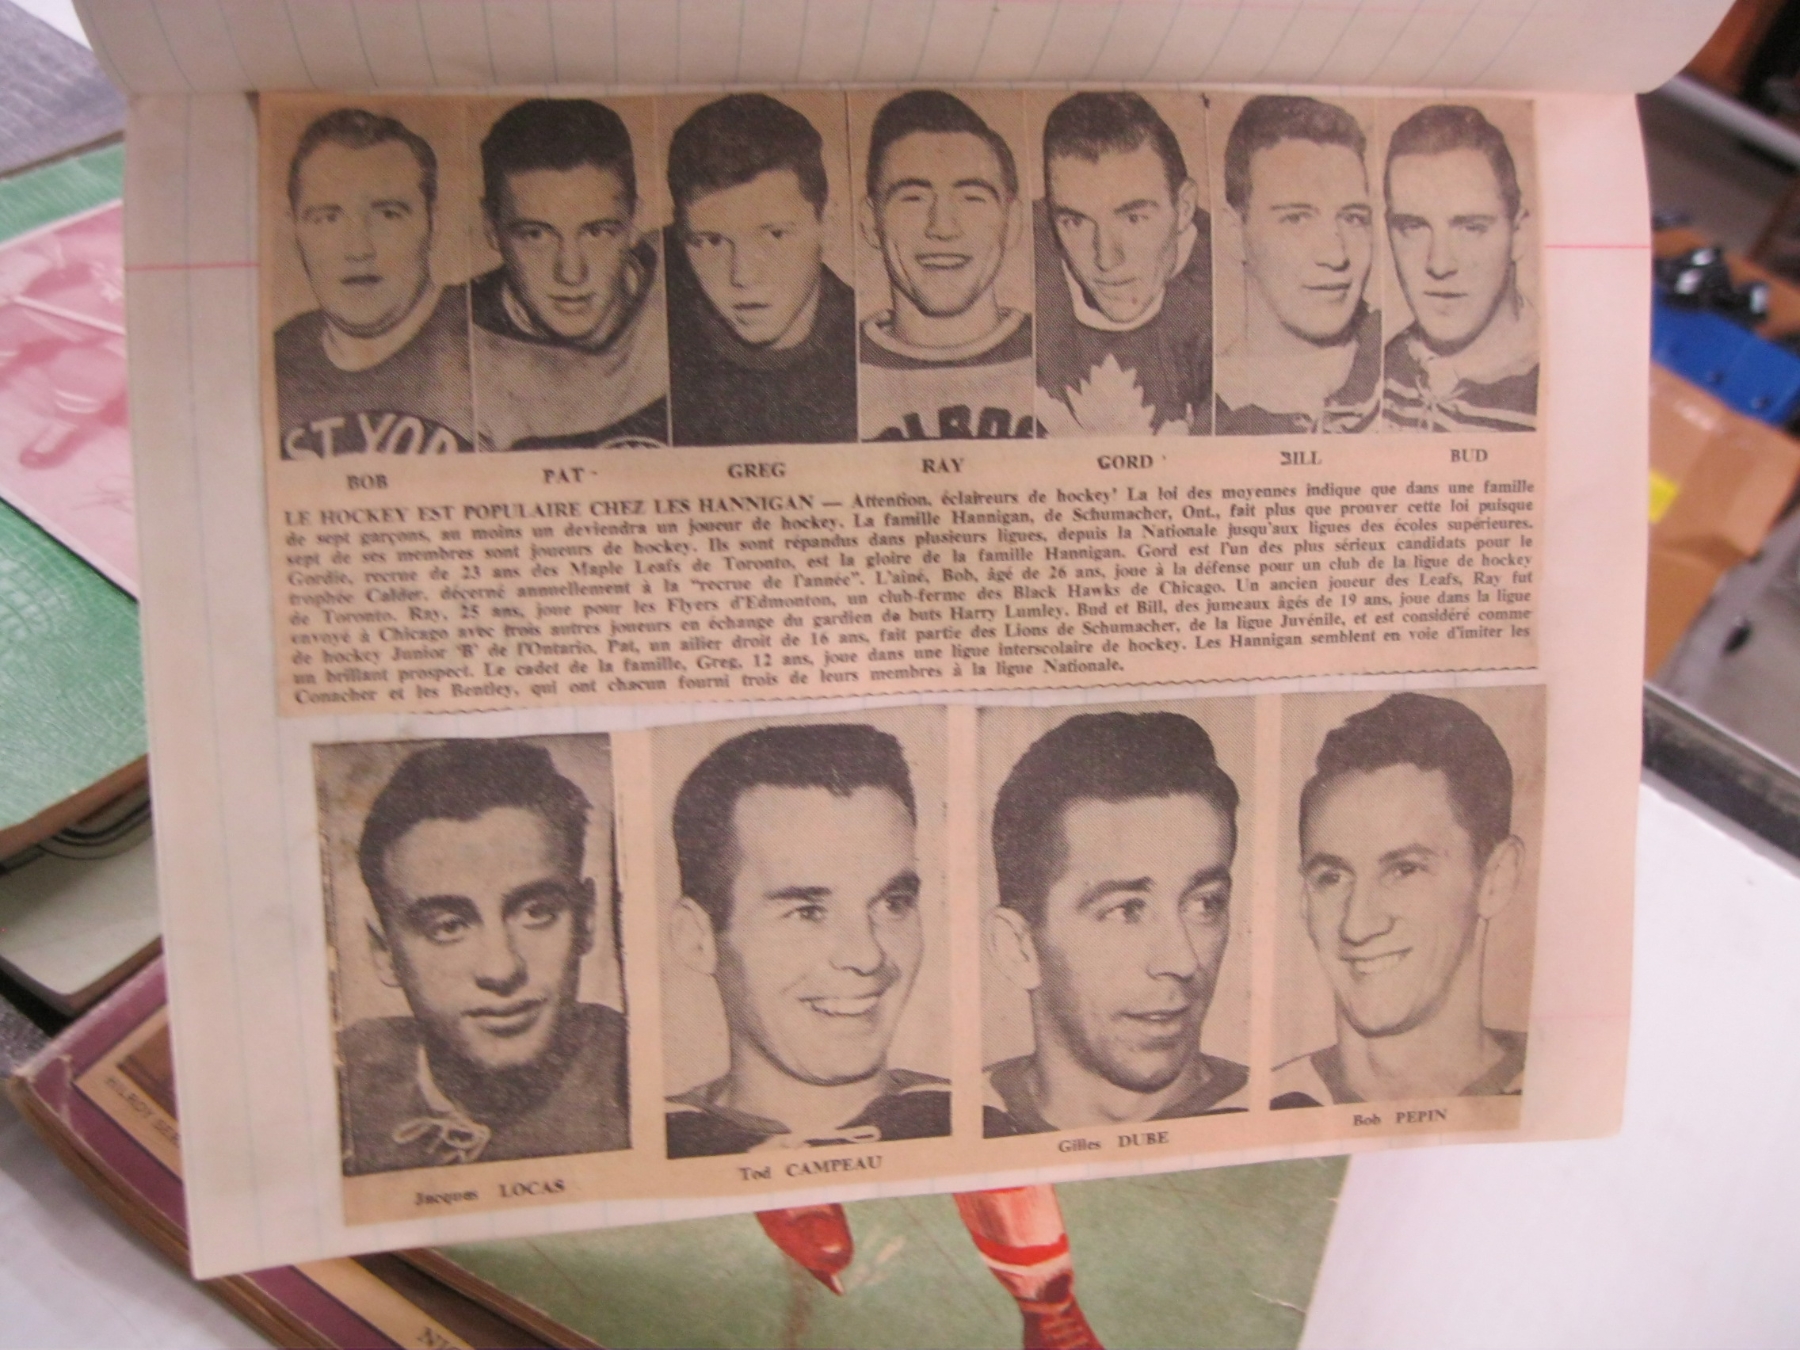 ST YOR
LBRO
BOB PAT GREG RAY GORD BILL BUD
LE HOCKEY EST POPULAIRE CHEZ LES HANNIGAN — Attention, éclaireurs de hockey! La loi des moyennes indique que dans une famille
de sept garçons, au moins un deviendra un joueur de hockey. La famille Hannigan, de Schumacher, Ont., fait plus que prouver cette loi puisque
sept de ses membres sont joueurs de hockey. Ils sont répandus dans plusieurs ligues, depuis la Nationale jusqu'aux ligues des écoles supérieures.
Gordie, recrue de 23 ans des Maple Leafs de Toronto, est la gloire de la famille Hannigan. Gord est l'un des plus sérieux candidats pour le
trophée Calder, décerné annuellement à la "recrue de l'année". L'ainé, Bob, âgé de 26 ans, joue à la défense pour un club de la ligue de hockey
de Toronto. Ray, 25 ans, joue pour les Flyers d'Edmonton, un club-ferme des Black Hawks de Chicago. Un ancien joueur des Leafs, Ray fut
envoyé à Chicago avec trois autres joueurs en échange du gardien de buts Harry Lumley. Bud et Bill, des jumeaux âgés de 19 ans, joue dans la ligue
de hockey Junior 'B' de l'Ontario. Pat, un ailier droit de 16 ans, fait partie des Lions de Schumacher, de la ligue Juvénile, et est considéré comme
un brillant prospect. Le cadet de la famille, Greg, 12 ans, joue dans une ligue interscolaire de hockey. Les Hannigan semblent en voie d'imiter les
Conacher et les Bentley, qui ont chacun fourni trois de leurs membres à la ligue Nationale.
Jacques LOCAS
Tod CAMPEAU
Gilles DUBE
Bob PEPIN